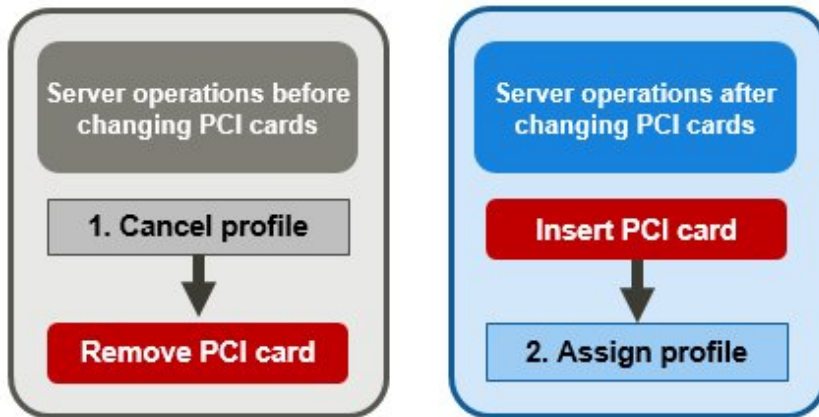 Server operations before
changing PCI cards
1. Cancel profile
Remove PCI card
Server operations after
changing PCI cards
Insert PCI card
2. Assign profile